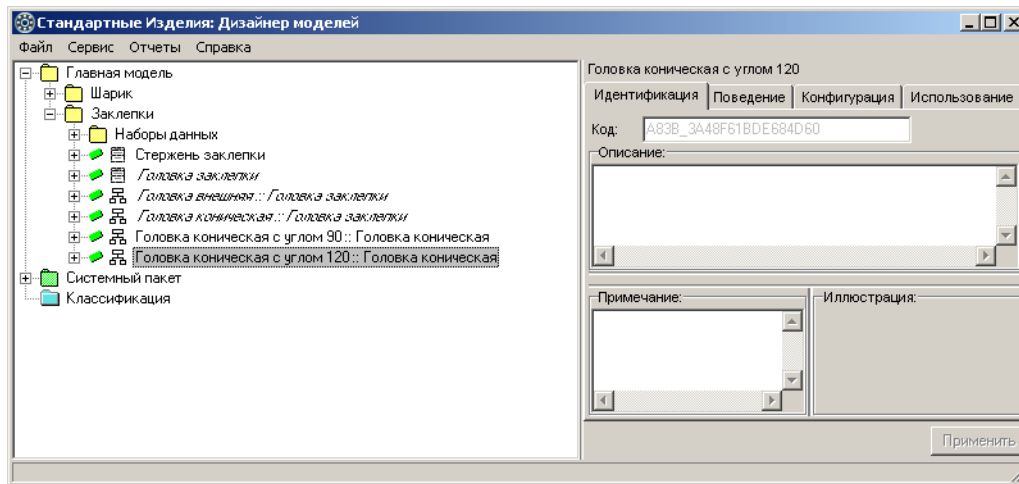 Стандартные Изделия: Дизайнер моделей
Файл Сервис Отчеты Справка
Главная модель
Шарик
Заклепки
Наборы данных
Стержень заклепки
Головка заклепки
Головка внешняя :: Головка заклепки
Головка коническая :: Головка заклепки
Головка коническая с углом 90 :: Головка коническая
Головка коническая с углом 120 :: Головка коническая
Системный пакет
Классификация
Головка коническая с углом 120
Идентификация Поведение Конфигурация Использование
Код: A83B_3A48F61BDE684D60
Описание:
Примечание:
Иллюстрация:
Применить